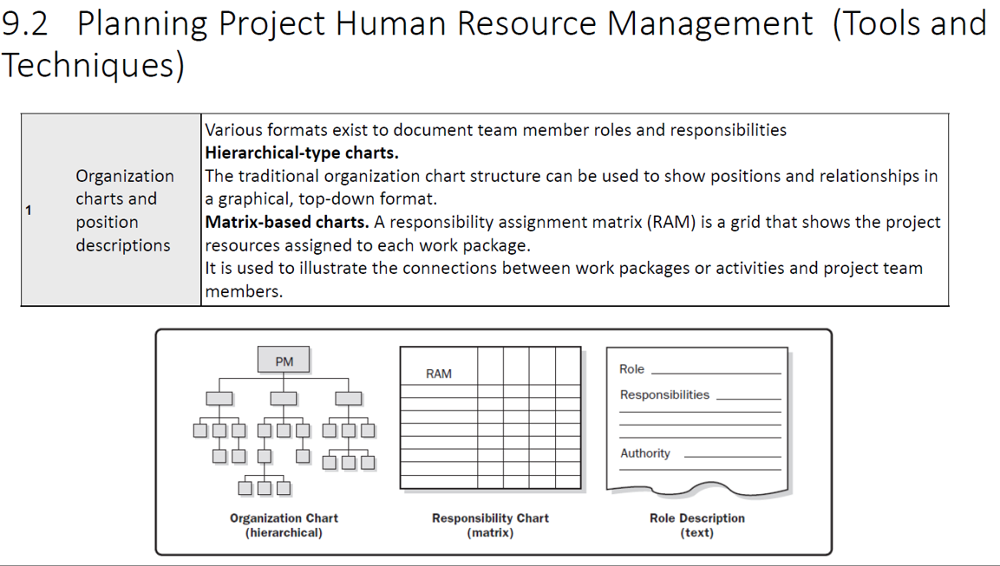 9.2 Planning Project Human Resource Management (Tools and
Techniques)
1
Organization
charts and
position
descriptions
Various formats exist to document team member roles and responsibilities
Hierarchical-type charts.
The traditional organization chart structure can be used to show positions and relationships in
a graphical, top-down format.
Matrix-based charts. A responsibility assignment matrix (RAM) is a grid that shows the project
resources assigned to each work package.
It is used to illustrate the connections between work packages or activities and project team
members.
PM
Organization Chart
(hierarchical)
RAM
Responsibility Chart
(matrix)
Role
Responsibilities
Authority
Role Description
(text)